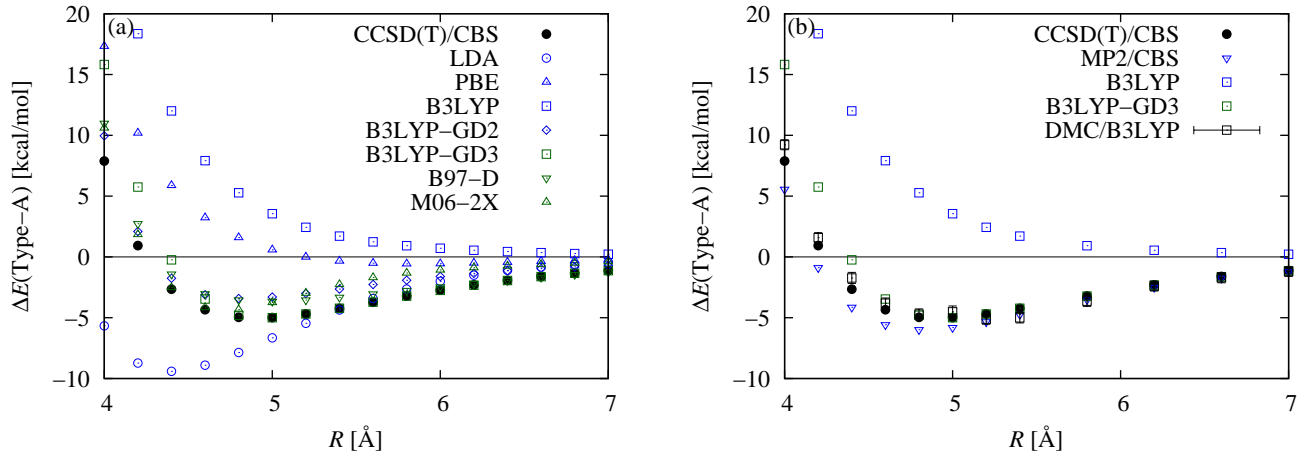 (a)
CCSD(T)/CBS
LDA
PBE
B3LYP
B3LYP−GD2
B3LYP−GD3
B97−D
M06−2X
20
15
10
5
0
−5
−10
ΔE(Type−A) [kcal/mol]
4 5 6 7
R [Å]
(b)
CCSD(T)/CBS
MP2/CBS
B3LYP
B3LYP−GD3
DMC/B3LYP
20
15
10
5
0
−5
−10
ΔE(Type−A) [kcal/mol]
4 5 6 7
R [Å]